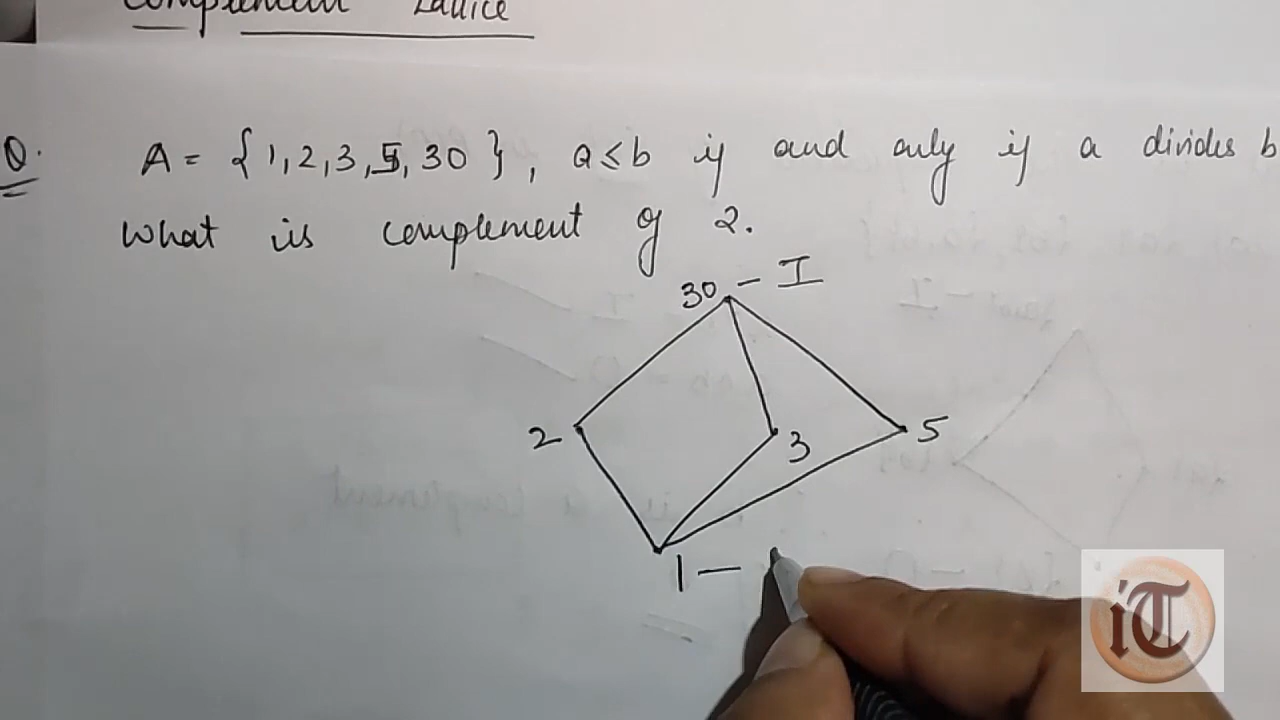 Complement Lattice
Q. A = { 1, 2, 3, 5, 30 }, a ≤ b if and only if a divides b
What is complement of 2.
30 - I
2 3 5
1 -
iT